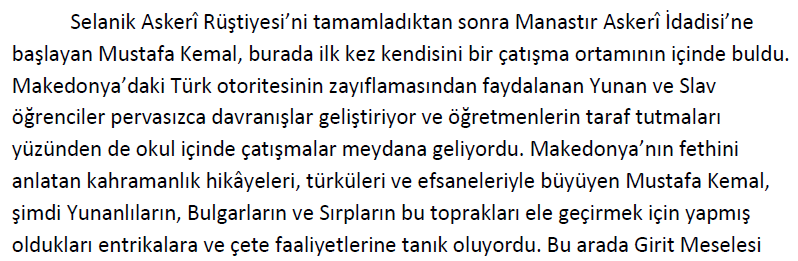 Selanik Askerî Rüştiyesi’ni tamamladıktan sonra Manastır Askerî İdadisi’ne
başlayan Mustafa Kemal, burada ilk kez kendisini bir çatışma ortamının içinde buldu.
Makedonya’daki Türk otoritesinin zayıflamasından faydalanan Yunan ve Slav
öğrenciler pervasızca davranışlar geliştiriyor ve öğretmenlerin taraf tutmaları
yüzünden de okul içinde çatışmalar meydana geliyordu. Makedonya’nın fethini
anlatan kahramanlık hikâyeleri, türküleri ve efsaneleriyle büyüyen Mustafa Kemal,
şimdi Yunanlıların, Bulgarların ve Sırpların bu toprakları ele geçirmek için yapmış
oldukları entrikalara ve çete faaliyetlerine tanık oluyordu. Bu arada Girit Meselesi